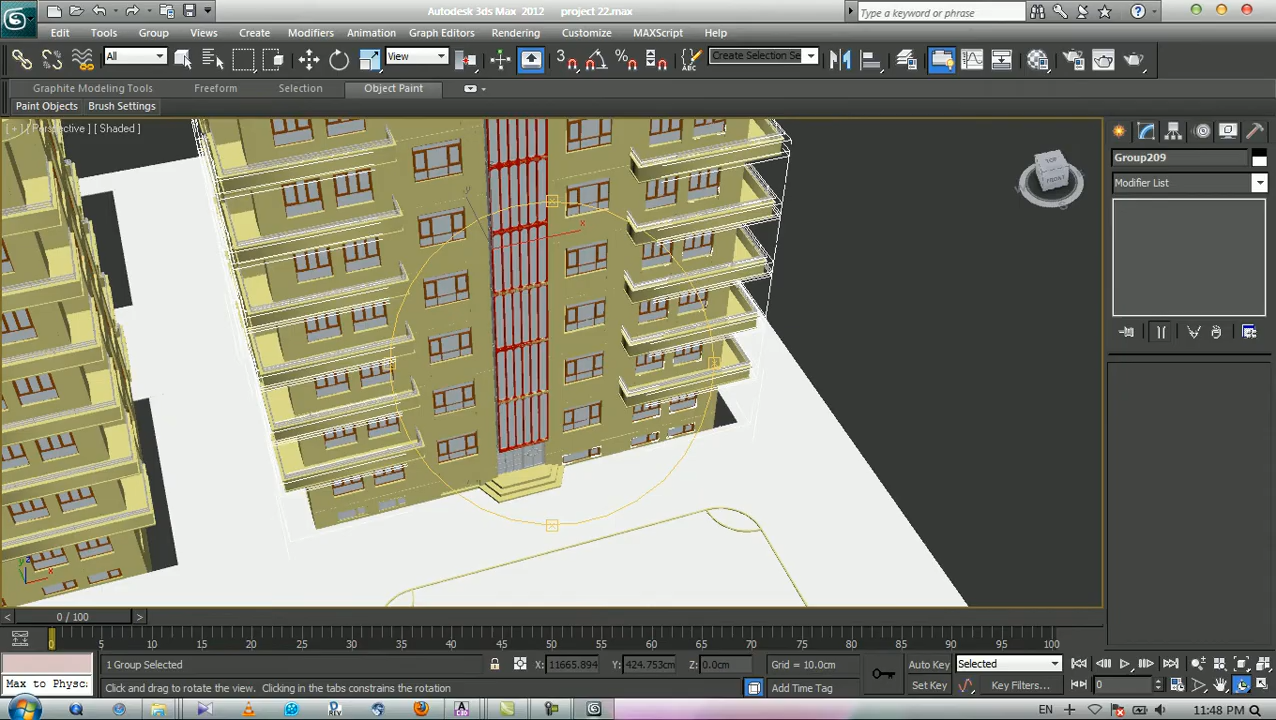 Autodesk 3ds Max 2012 project 22.max
Type a keyword or phrase
Edit Tools Group Views Create Modifiers Animation Graph Editors Rendering Customize MAXScript Help
All View Create Selection Se
Graphite Modeling Tools Freeform Selection Object Paint
Paint Objects Brush Settings
[ + ] [ Perspective ] [ Shaded ]
TOP
FRONT
Group209
Modifier List
x
y
x
0 / 100
0 5 10 15 20 25 30 35 40 45 50 55 60 65 70 75 80 85 90 95 100
1 Group Selected X: 11665.894 Y: 424.753cm Z: 0.0cm Grid = 10.0cm Auto Key Selected
Max to Physc: Click and drag to rotate the view. Clicking in the tabs constrains the rotation Add Time Tag Set Key Key Filters... 0
EN 11:48 PM